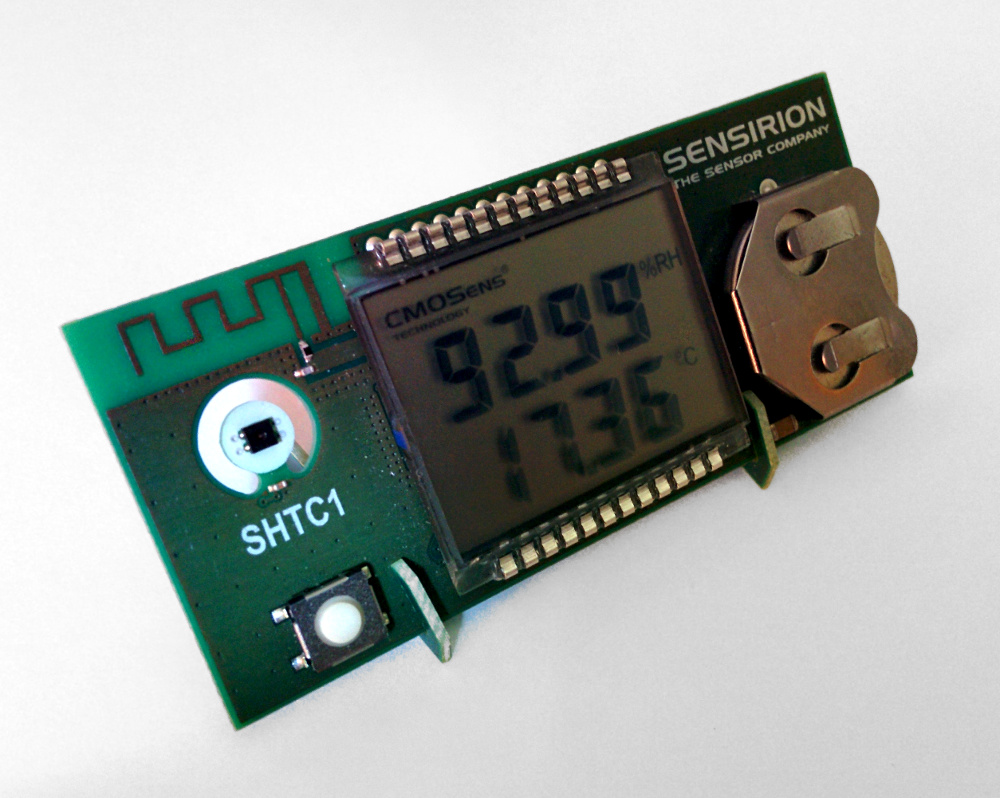 SENSIRION
THE SENSOR COMPANY
CMOSENS®
TECHNOLOGY
92.99 %RH
17.36 °C
SHTC1